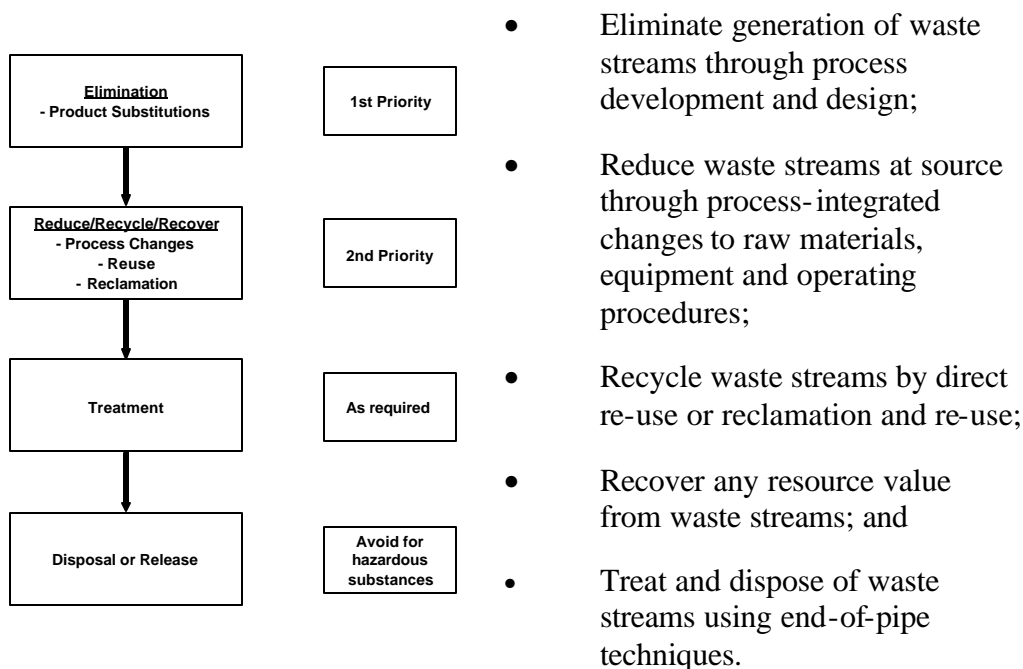 Elimination
- Product Substitutions
1st Priority
Reduce/Recycle/Recover
- Process Changes
- Reuse
- Reclamation
2nd Priority
Treatment
As required
Disposal or Release
Avoid for
hazardous
substances
• Eliminate generation of waste
streams through process
development and design;
• Reduce waste streams at source
through process-integrated
changes to raw materials,
equipment and operating
procedures;
• Recycle waste streams by direct
re-use or reclamation and re-use;
• Recover any resource value
from waste streams; and
• Treat and dispose of waste
streams using end-of-pipe
techniques.